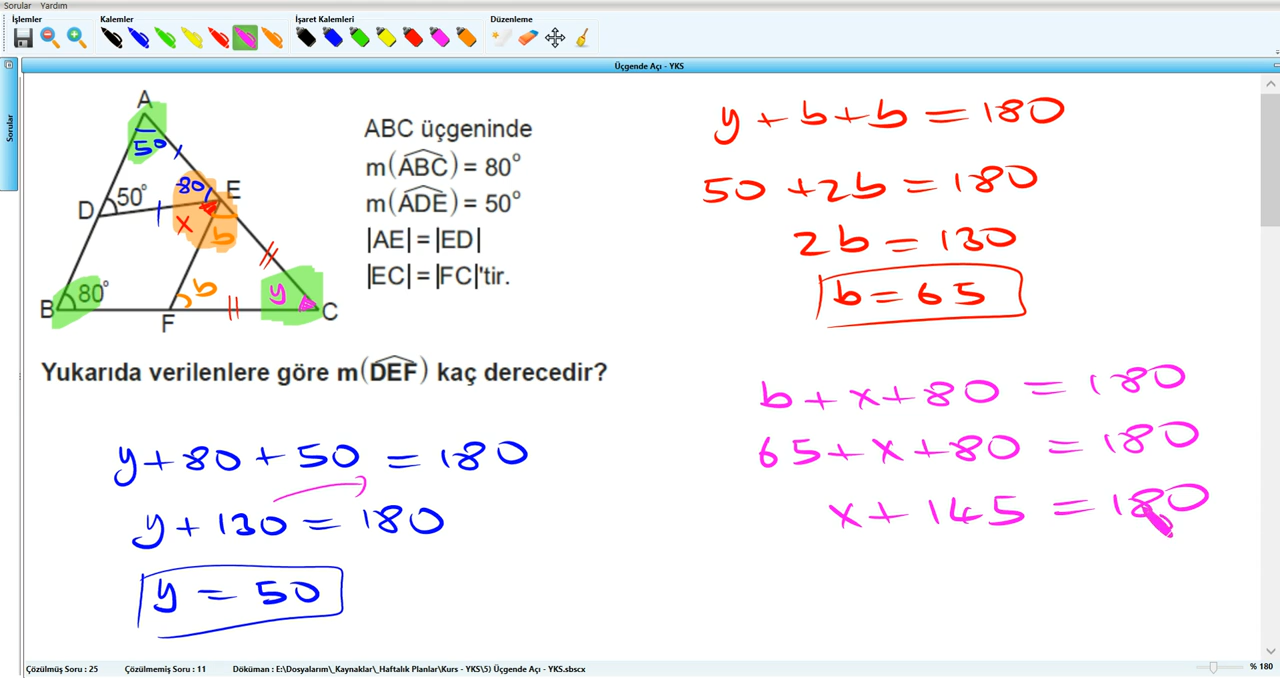 Sorular Yardım
İşlemler Kalemler İşaret Kalemleri Düzenleme
Üçgende Açı - YKS
Sorular
A
50
80 E
D 50° x b
B 80° b y
F C
ABC üçgeninde
m(ABC) = 80°
m(ADE) = 50°
|AE| = |ED|
|EC| = |FC|'tir.
Yukarıda verilenlere göre m(DEF) kaç derecedir?
y + 80 + 50 = 180
y + 130 = 180
y = 50
y + b + b = 180
50 + 2b = 180
2b = 130
b = 65
b + x + 80 = 180
65 + x + 80 = 180
x + 145 = 180
Çözülmüş Soru : 25 Çözülmemiş Soru : 11 Döküman : E:\Dosyalarım\_Kaynaklar\_Haftalık Planlar\Kurs - YKS\5) Üçgende Açı - YKS.sbscx % 180